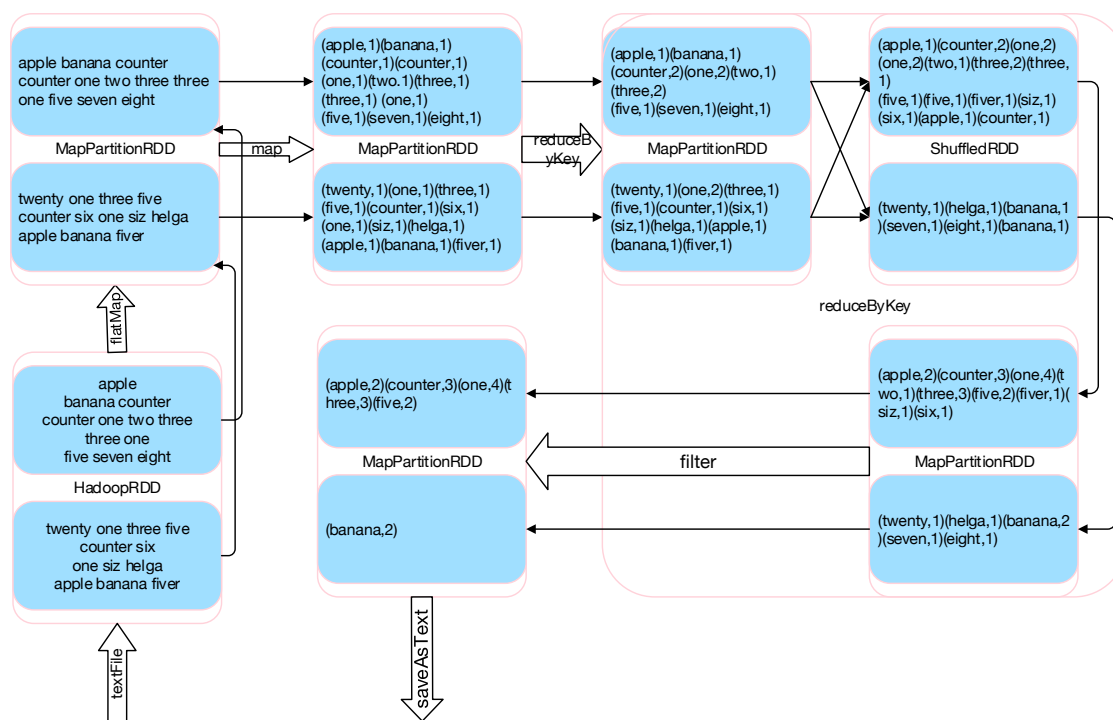 apple banana counter
counter one two three three
one five seven eight
MapPartitionRDD
twenty one three five
counter six one siz helga
apple banana fiver
map
(apple,1)(banana,1)
(counter,1)(counter,1)
(one,1)(two.1)(three,1)
(three,1) (one,1)
(five,1)(seven,1)(eight,1)
MapPartitionRDD
(twenty,1)(one,1)(three,1)
(five,1)(counter,1)(six,1)
(one,1)(siz,1)(helga,1)
(apple,1)(banana,1)(fiver,1)
reduceB
yKey
(apple,1)(banana,1)
(counter,2)(one,2)(two,1)
(three,2)
(five,1)(seven,1)(eight,1)
MapPartitionRDD
(twenty,1)(one,2)(three,1)
(five,1)(counter,1)(six,1)
(siz,1)(helga,1)(apple,1)
(banana,1)(fiver,1)
(apple,1)(counter,2)(one,2)
(one,2)(two,1)(three,2)(three,
1)
(five,1)(five,1)(fiver,1)(siz,1)
(six,1)(apple,1)(counter,1)
ShuffledRDD
(twenty,1)(helga,1)(banana,1
)(seven,1)(eight,1)(banana,1)
reduceByKey
flatMap
apple
banana counter
counter one two three
three one
five seven eight
HadoopRDD
twenty one three five
counter six
one siz helga
apple banana fiver
textFile
(apple,2)(counter,3)(one,4)(t
hree,3)(five,2)
MapPartitionRDD
(banana,2)
saveAsText
filter
(apple,2)(counter,3)(one,4)(t
wo,1)(three,3)(five,2)(fiver,1)(
siz,1)(six,1)
MapPartitionRDD
(twenty,1)(helga,1)(banana,2
)(seven,1)(eight,1)